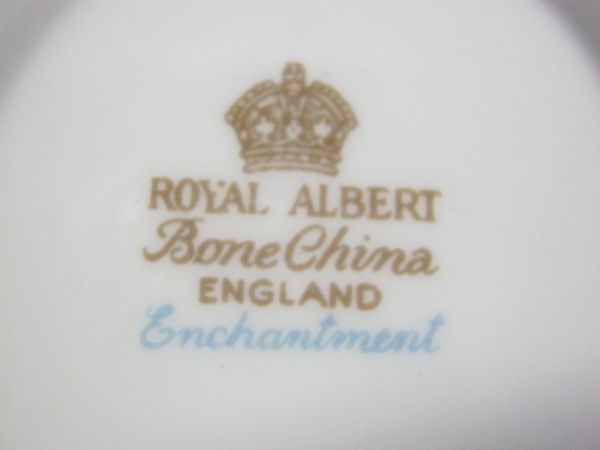 ROYAL ALBERT
Bone China
ENGLAND
Enchantment